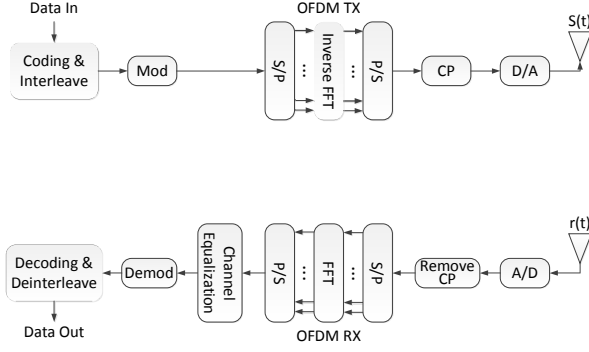 Data In
OFDM TX
S(t)
Coding &
Interleave
Mod
S/P
...
Inverse FFT
...
P/S
CP
D/A
r(t)
Decoding &
Deinterleave
Demod
Channel
Equalization
P/S
...
FFT
...
S/P
Remove
CP
A/D
Data Out
OFDM RX